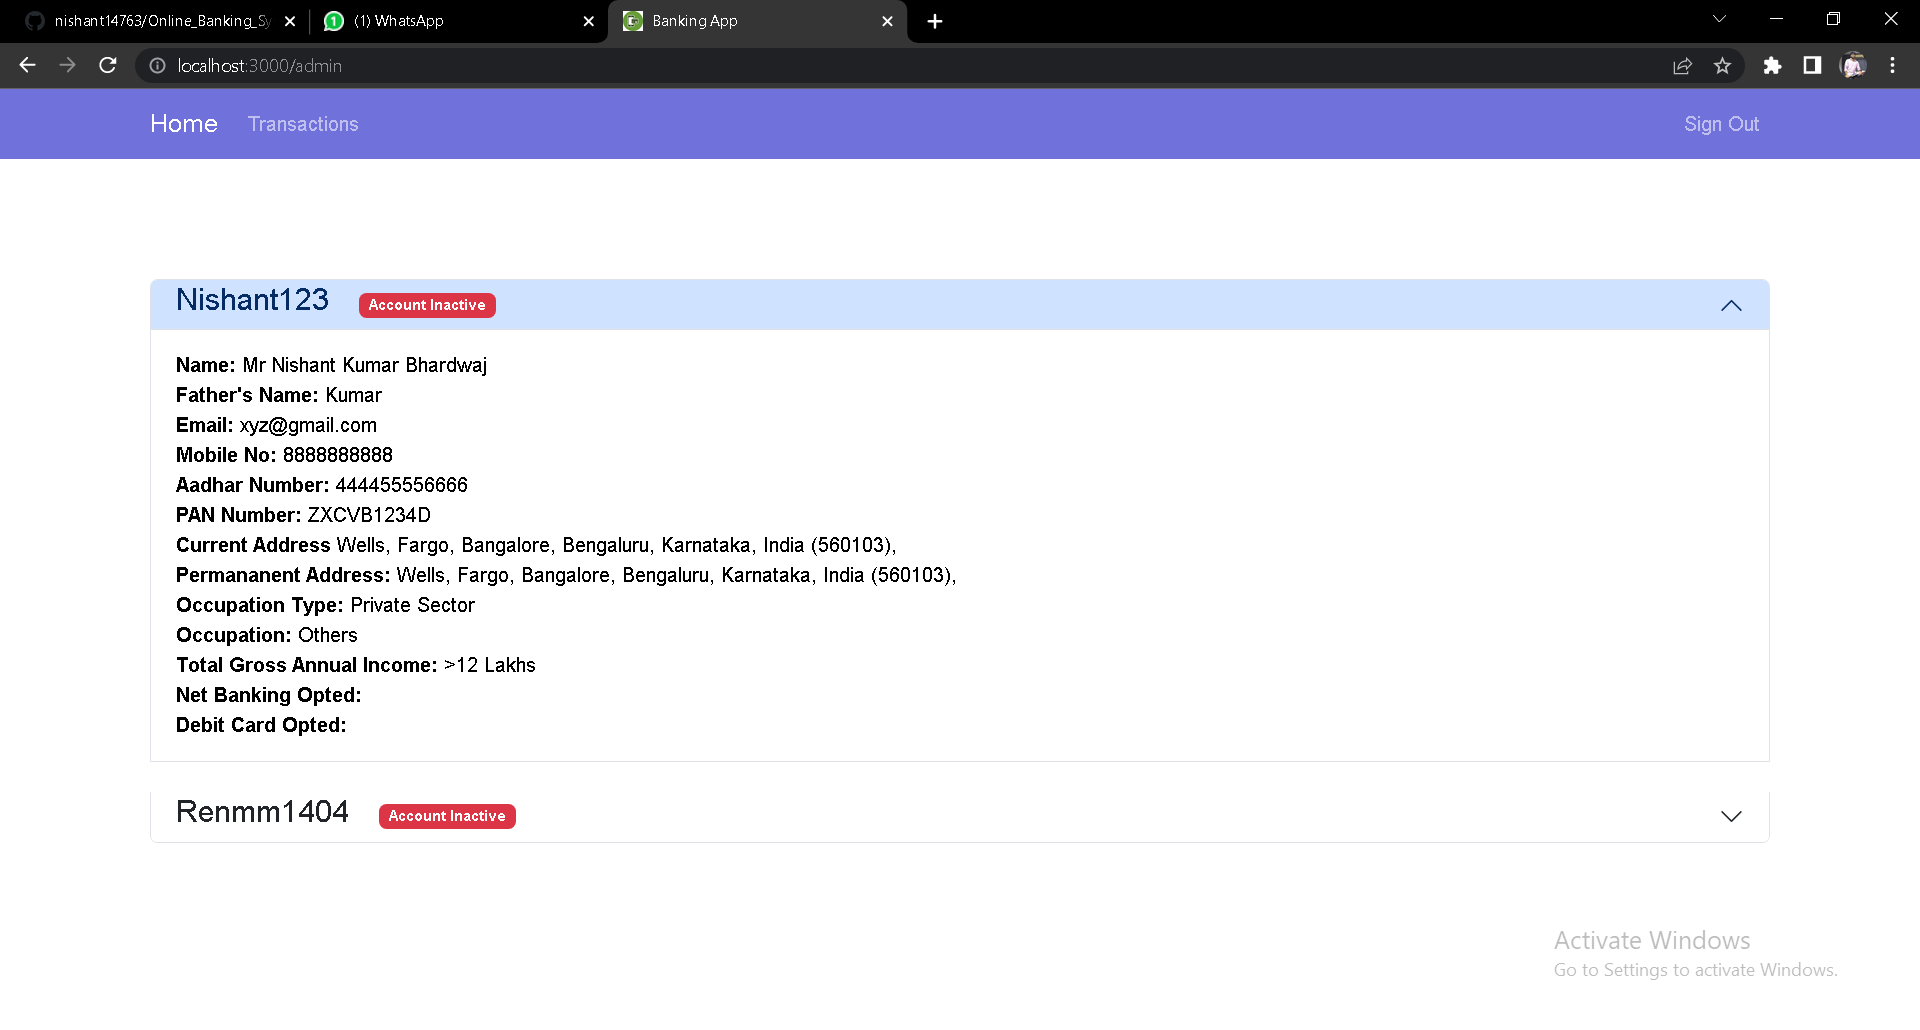 nishant14763/Online_Banking_Sy
(1) WhatsApp
Banking App
localhost:3000/admin
Home
Transactions
Sign Out
Nishant123
Account Inactive
Name: Mr Nishant Kumar Bhardwaj
Father's Name: Kumar
Email: xyz@gmail.com
Mobile No: 8888888888
Aadhar Number: 444455556666
PAN Number: ZXCVB1234D
Current Address Wells, Fargo, Bangalore, Bengaluru, Karnataka, India (560103),
Permananent Address: Wells, Fargo, Bangalore, Bengaluru, Karnataka, India (560103),
Occupation Type: Private Sector
Occupation: Others
Total Gross Annual Income: >12 Lakhs
Net Banking Opted:
Debit Card Opted:
Renmm1404
Account Inactive
Activate Windows
Go to Settings to activate Windows.